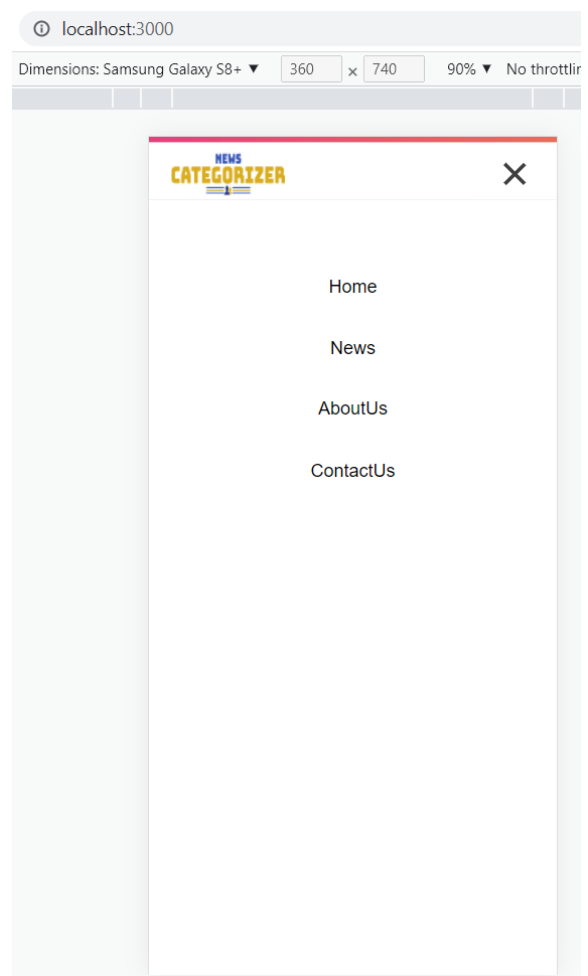 localhost:3000
Dimensions: Samsung Galaxy S8+ ▼ 360 x 740 90% ▼ No throttlin
NEWS
CATEGORIZER
Home
News
AboutUs
ContactUs